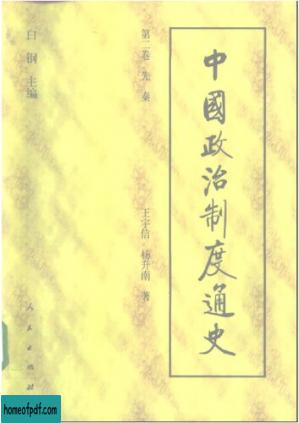 中國政治制度通史
第二卷 先秦
王宇信 杨升南 著
白钢 主编
人民出版社
homeofpdf.com